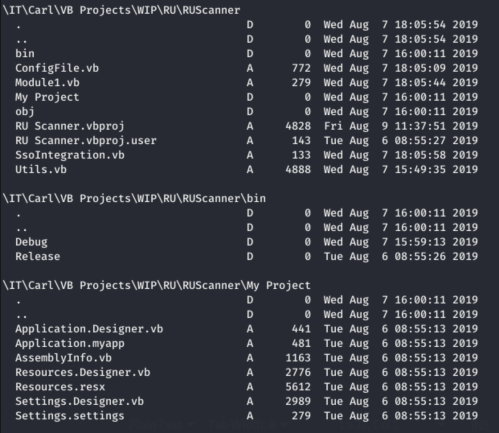 \IT\Carl\VB Projects\WIP\RU\RUScanner
. D 0 Wed Aug 7 18:05:54 2019
.. D 0 Wed Aug 7 18:05:54 2019
bin D 0 Wed Aug 7 16:00:11 2019
ConfigFile.vb A 772 Wed Aug 7 18:05:09 2019
Module1.vb A 279 Wed Aug 7 18:05:44 2019
My Project D 0 Wed Aug 7 16:00:11 2019
obj D 0 Wed Aug 7 16:00:11 2019
RU Scanner.vbproj A 4828 Fri Aug 9 11:37:51 2019
RU Scanner.vbproj.user A 143 Tue Aug 6 08:55:27 2019
SsoIntegration.vb A 133 Wed Aug 7 18:05:58 2019
Utils.vb A 4888 Wed Aug 7 15:49:35 2019
\IT\Carl\VB Projects\WIP\RU\RUScanner\bin
. D 0 Wed Aug 7 16:00:11 2019
.. D 0 Wed Aug 7 16:00:11 2019
Debug D 0 Wed Aug 7 15:59:13 2019
Release D 0 Tue Aug 6 08:55:26 2019
\IT\Carl\VB Projects\WIP\RU\RUScanner\My Project
. D 0 Wed Aug 7 16:00:11 2019
.. D 0 Wed Aug 7 16:00:11 2019
Application.Designer.vb A 441 Tue Aug 6 08:55:13 2019
Application.myapp A 481 Tue Aug 6 08:55:13 2019
AssemblyInfo.vb A 1163 Tue Aug 6 08:55:13 2019
Resources.Designer.vb A 2776 Tue Aug 6 08:55:13 2019
Resources.resx A 5612 Tue Aug 6 08:55:13 2019
Settings.Designer.vb A 2989 Tue Aug 6 08:55:13 2019
Settings.settings A 279 Tue Aug 6 08:55:13 2019